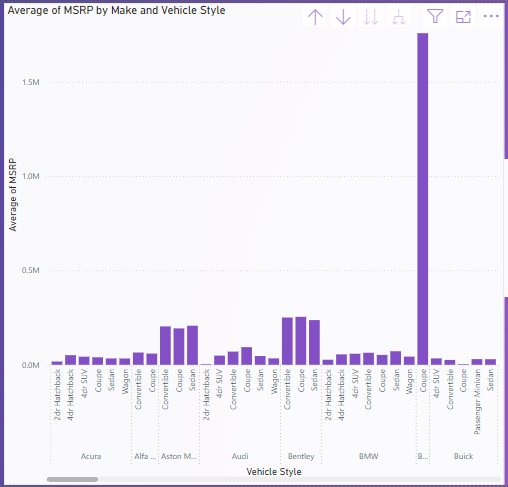 Average of MSRP by Make and Vehicle Style
Average of MSRP
1.5M
1.0M
0.5M
0.0M
2dr Hatchback
4dr Hatchback
4dr SUV
Coupe
Sedan
Wagon
Convertible
Coupe
Convertible
Coupe
Sedan
2dr Hatchback
4dr SUV
Convertible
Coupe
Sedan
Wagon
Convertible
Coupe
Sedan
2dr Hatchback
4dr Hatchback
4dr SUV
Convertible
Coupe
Sedan
Wagon
Coupe
4dr SUV
Convertible
Coupe
Passenger Minivan
Sedan
Acura
Alfa ...
Aston M...
Audi
Bentley
BMW
B...
Buick
Vehicle Style